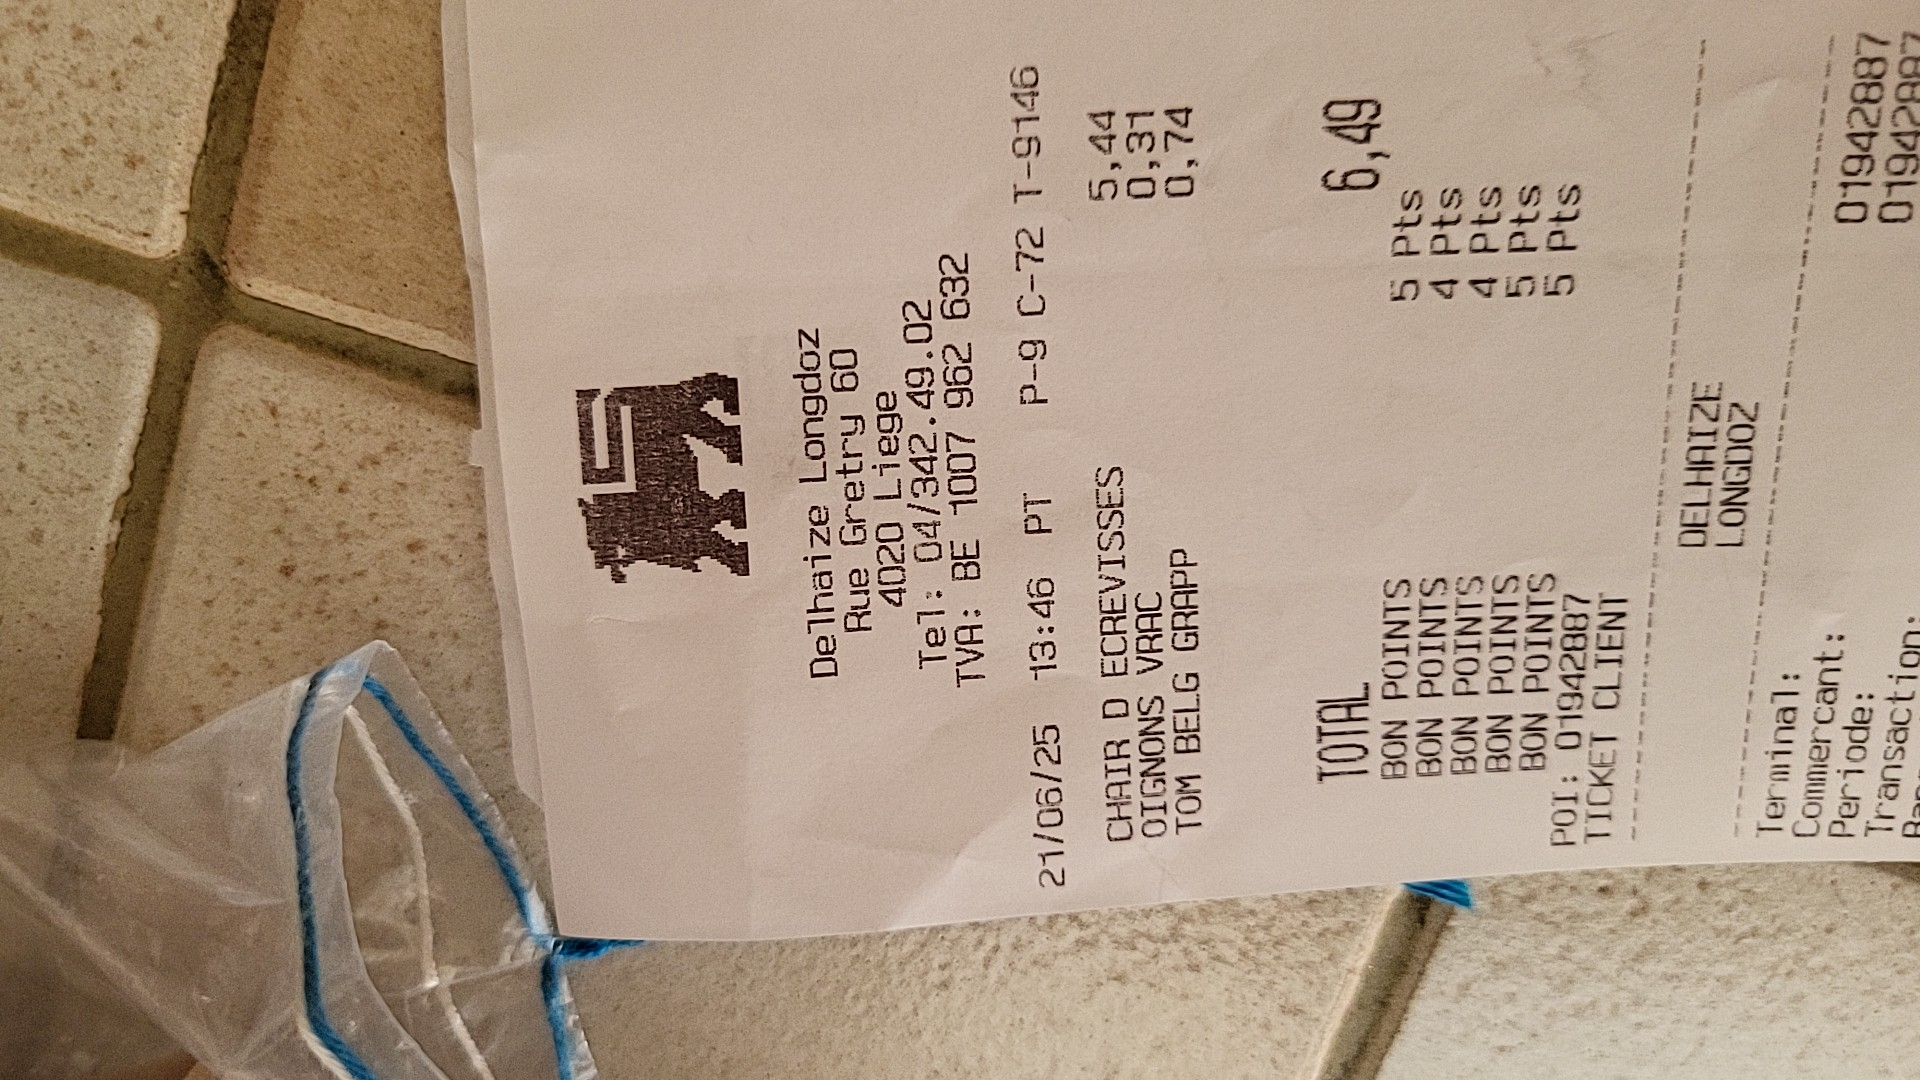 Delhaize Longdoz
Rue Gretry 60
4020 Liege
Tel: 04/342.49.02
TVA: BE 1007 962 632
21/06/25 13:46 PT P-9 C-72 T-9146
CHAIR D ECREVISSES 5,44
OIGNONS VRAC 0,31
TOM BELG GRAPP 0,74
TOTAL 6,49
BON POINTS 5 Pts
BON POINTS 4 Pts
BON POINTS 4 Pts
BON POINTS 5 Pts
BON POINTS 5 Pts
POI: 01942887
TICKET CLIENT
DELHAIZE
LONGDOZ
Terminal: 01942887
Commercant: 01942887
Periode:
Transaction: